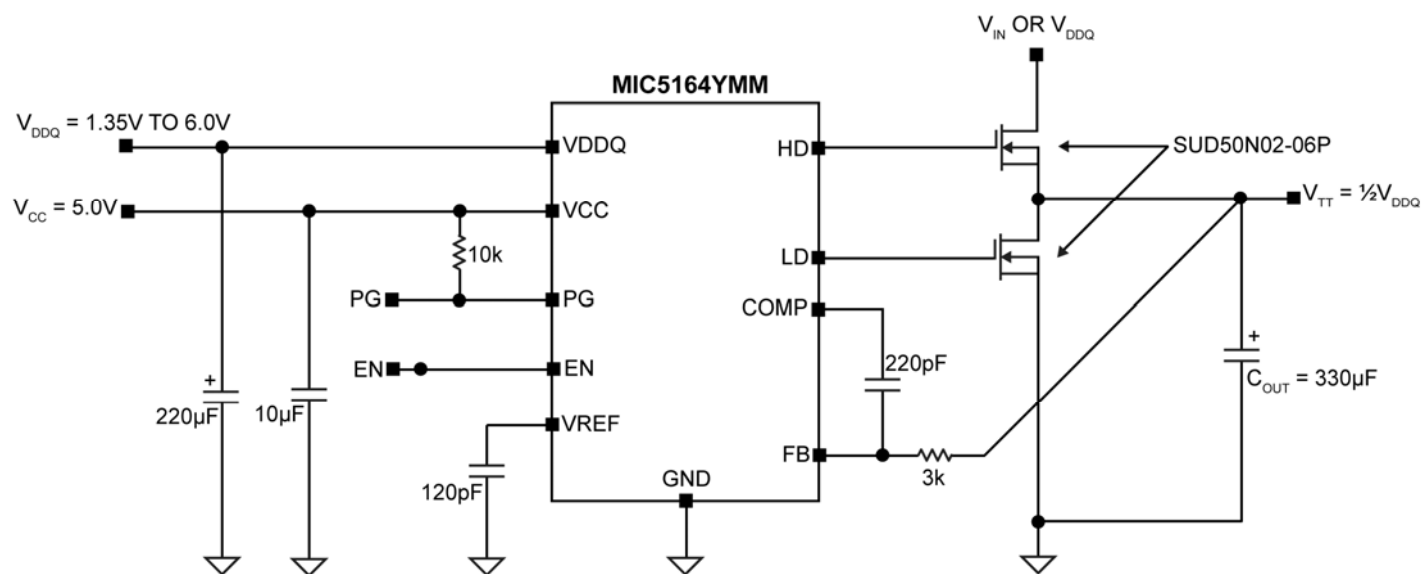 V_IN OR V_DDQ
MIC5164YMM
V_DDQ = 1.35V TO 6.0V
VDDQ
HD
SUD50N02-06P
V_CC = 5.0V
VCC
V_TT = ½V_DDQ
10k
LD
PG
PG
COMP
EN
EN
220pF
+
220µF
10µF
+
C_OUT = 330µF
VREF
FB
3k
120pF
GND